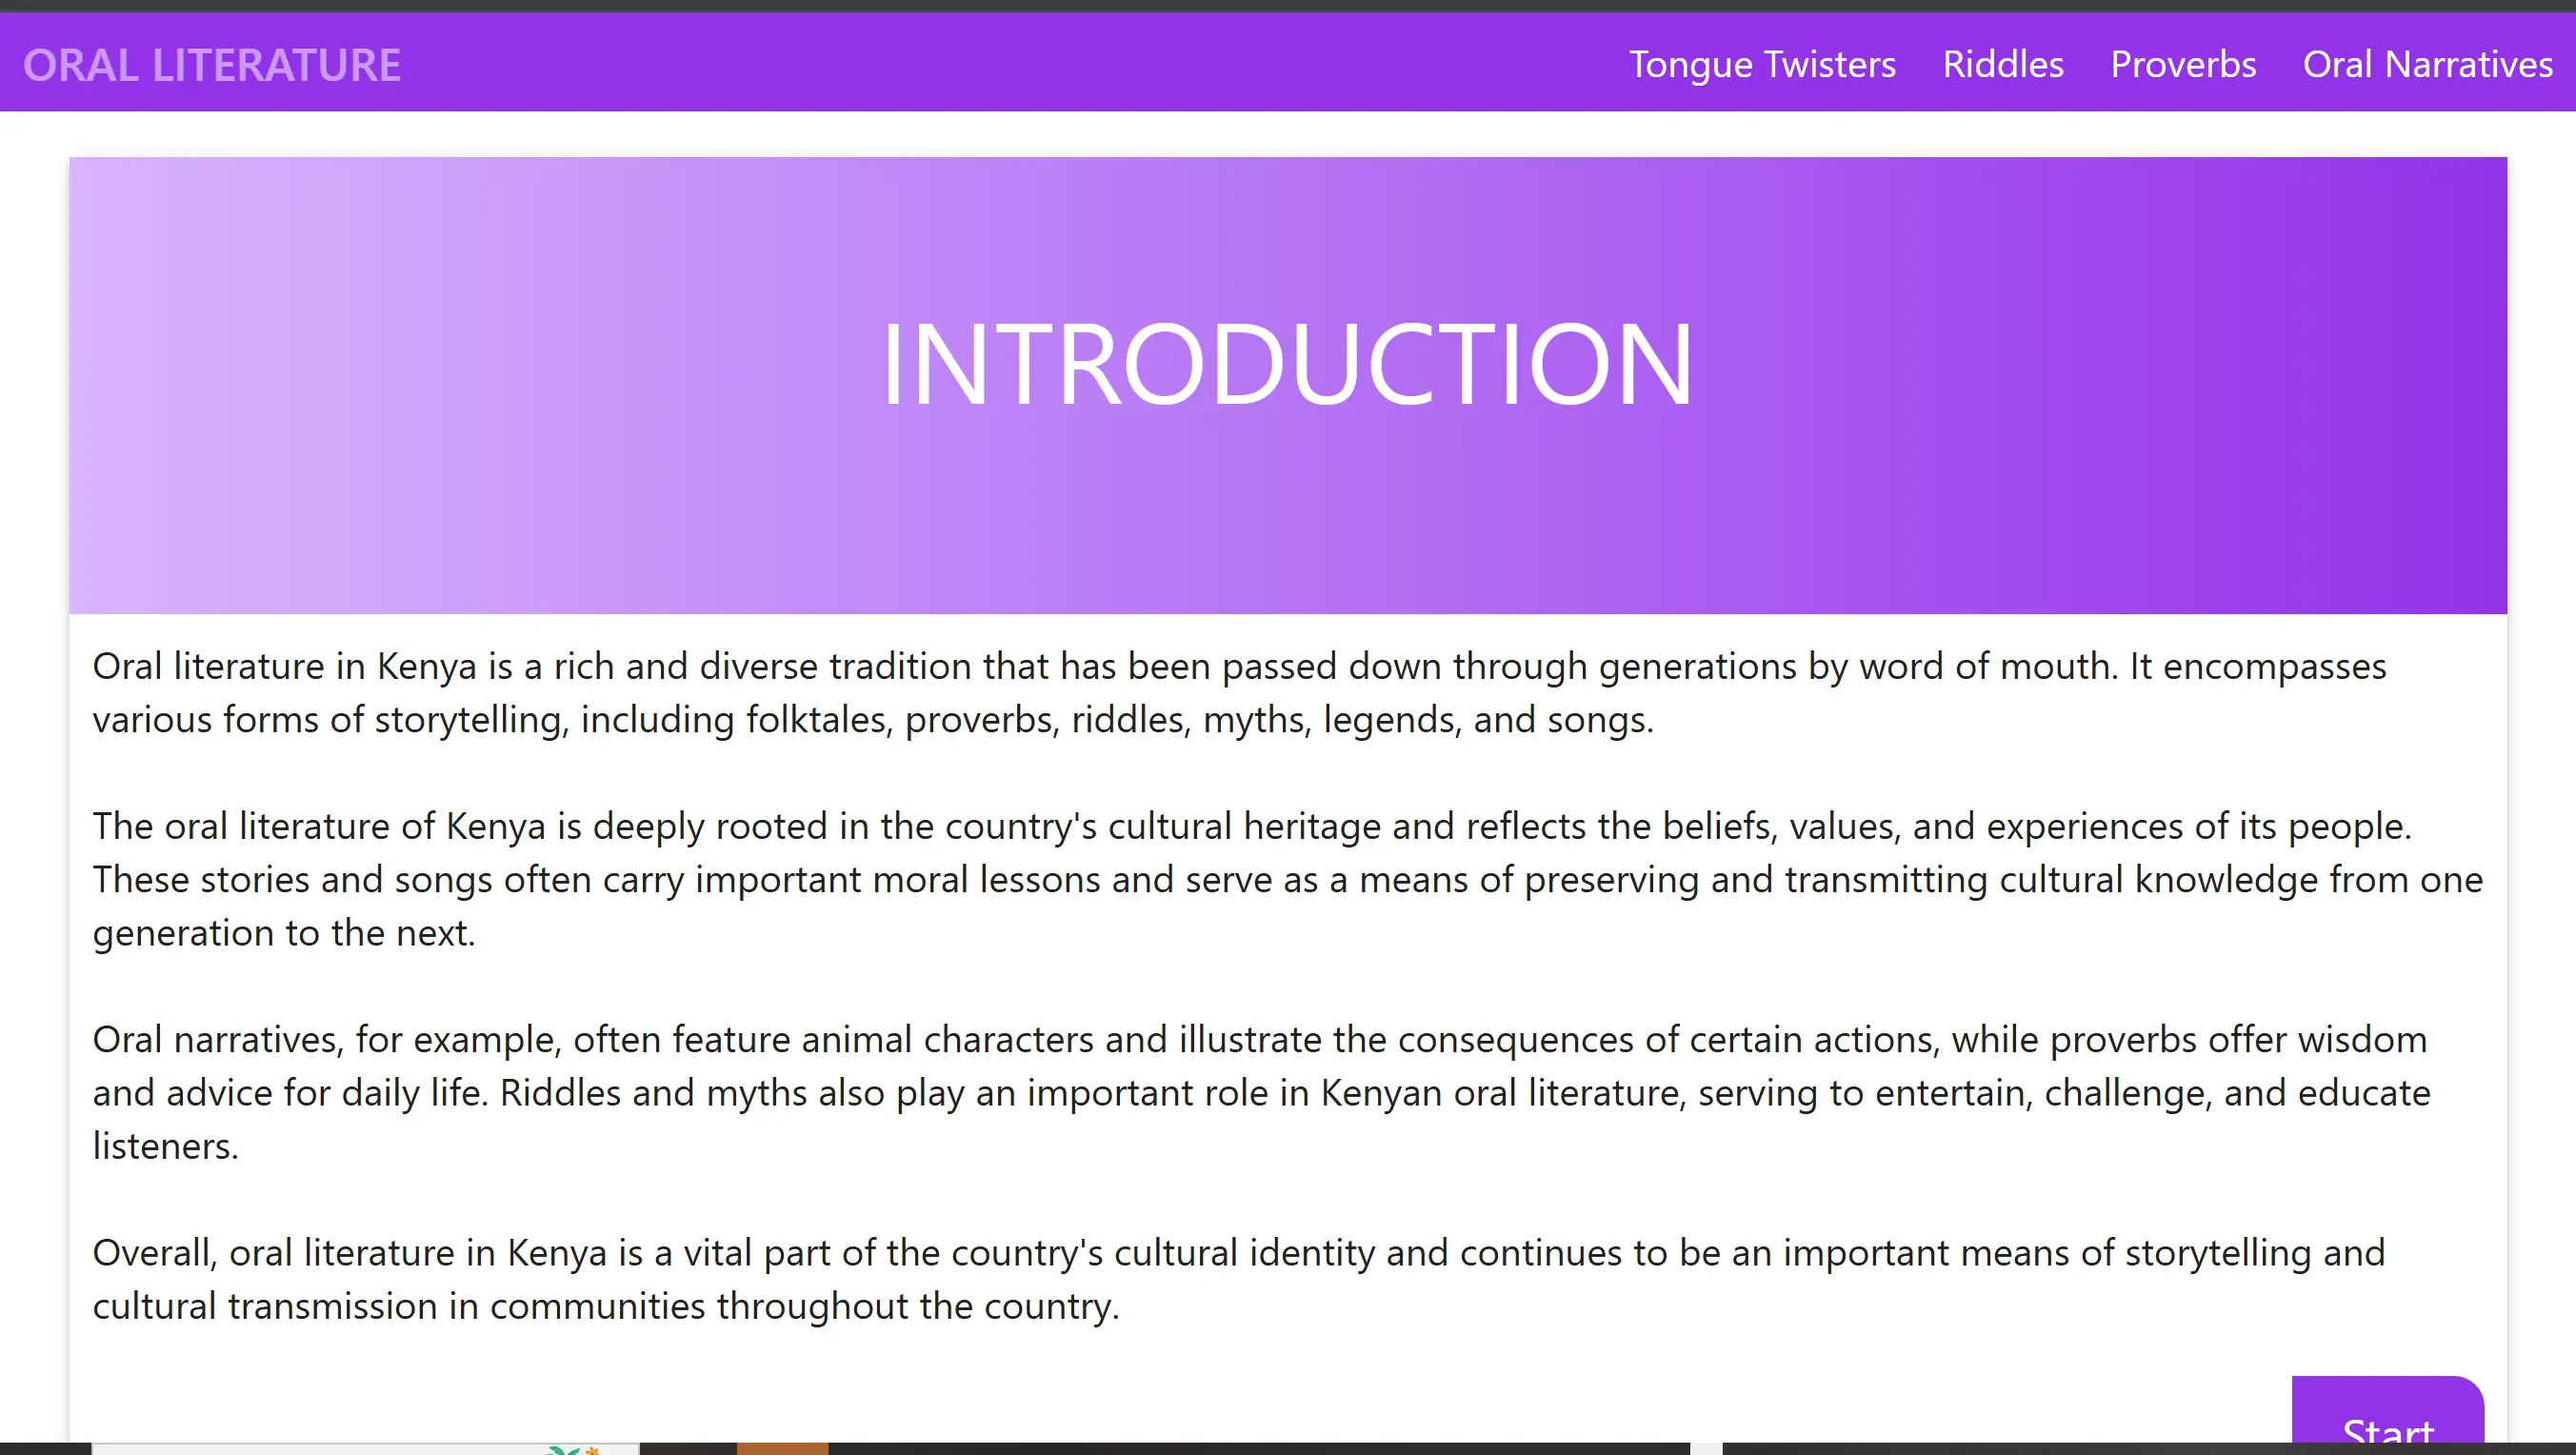 ORAL LITERATURE
Tongue Twisters Riddles Proverbs Oral Narratives
INTRODUCTION
Oral literature in Kenya is a rich and diverse tradition that has been passed down through generations by word of mouth. It encompasses
various forms of storytelling, including folktales, proverbs, riddles, myths, legends, and songs.
The oral literature of Kenya is deeply rooted in the country's cultural heritage and reflects the beliefs, values, and experiences of its people.
These stories and songs often carry important moral lessons and serve as a means of preserving and transmitting cultural knowledge from one
generation to the next.
Oral narratives, for example, often feature animal characters and illustrate the consequences of certain actions, while proverbs offer wisdom
and advice for daily life. Riddles and myths also play an important role in Kenyan oral literature, serving to entertain, challenge, and educate
listeners.
Overall, oral literature in Kenya is a vital part of the country's cultural identity and continues to be an important means of storytelling and
cultural transmission in communities throughout the country.
Start